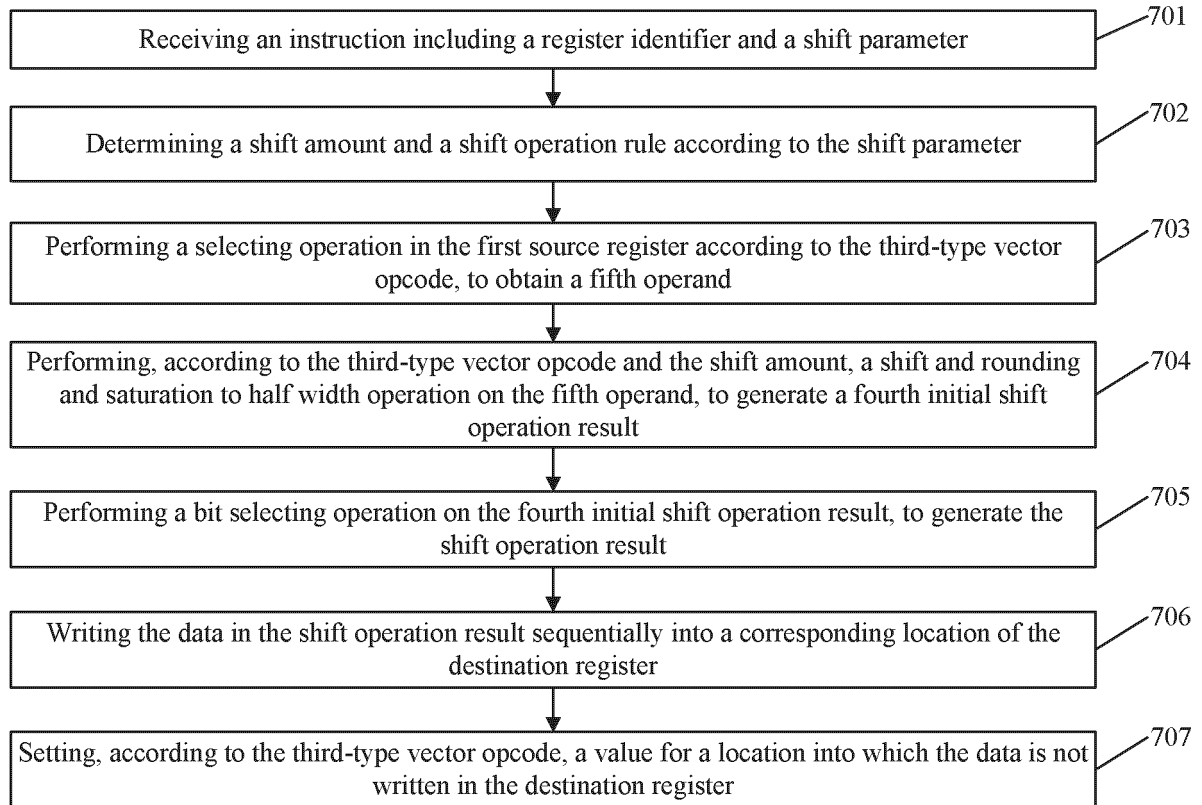 701
Receiving an instruction including a register identifier and a shift parameter
702
Determining a shift amount and a shift operation rule according to the shift parameter
703
Performing a selecting operation in the first source register according to the third-type vector
opcode, to obtain a fifth operand
704
Performing, according to the third-type vector opcode and the shift amount, a shift and rounding
and saturation to half width operation on the fifth operand, to generate a fourth initial shift
operation result
705
Performing a bit selecting operation on the fourth initial shift operation result, to generate the
shift operation result
706
Writing the data in the shift operation result sequentially into a corresponding location of the
destination register
707
Setting, according to the third-type vector opcode, a value for a location into which the data is not
written in the destination register